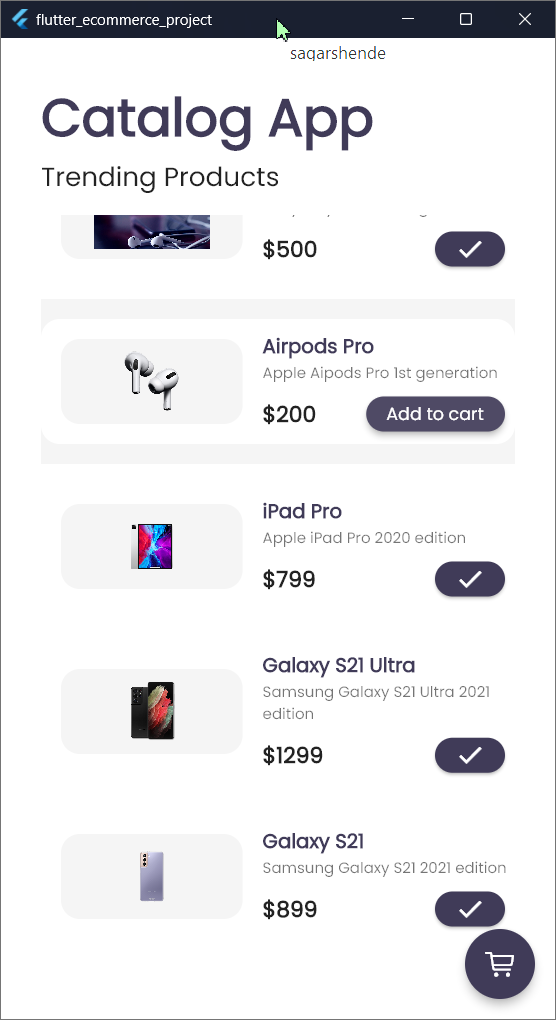 flutter_ecommerce_project
sagarshende
Catalog App
Trending Products
$500
Airpods Pro
Apple Aipods Pro 1st generation
$200
Add to cart
iPad Pro
Apple iPad Pro 2020 edition
$799
Galaxy S21 Ultra
Samsung Galaxy S21 Ultra 2021
edition
$1299
Galaxy S21
Samsung Galaxy S21 2021 edition
$899